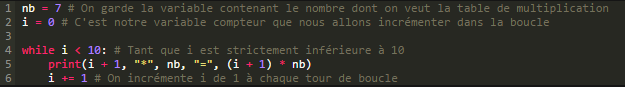 1 nb = 7 # On garde la variable contenant le nombre dont on veut la table de multiplication
2 i = 0 # C'est notre variable compteur que nous allons incrémenter dans la boucle
3
4 while i < 10: # Tant que i est strictement inférieure à 10
5     print(i + 1, "*", nb, "=", (i + 1) * nb)
6     i += 1 # On incrémente i de 1 à chaque tour de boucle